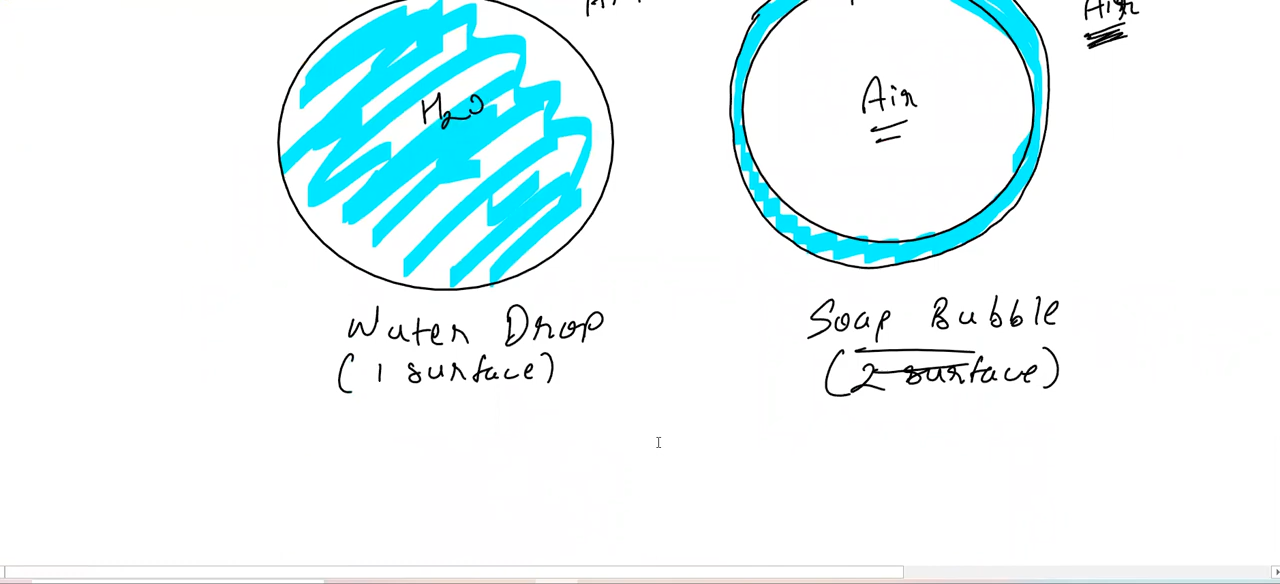 Air
H2O
Air
Water Drop
(1 surface)
Soap Bubble
(2 surface)